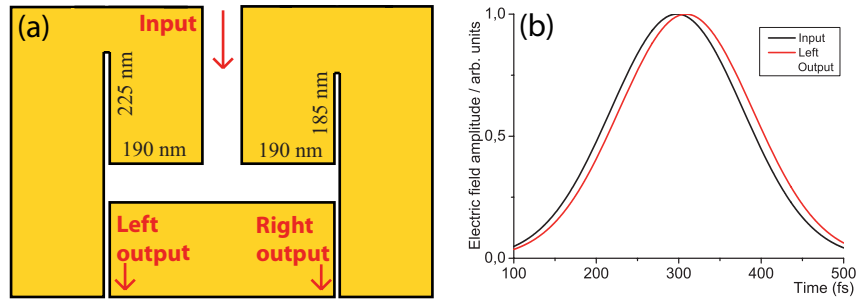 (a)
Input
225 nm
185 nm
190 nm
190 nm
Left
output
Right
output
(b)
1,0
0,5
0,0
Electric field amplitude / arb. units
Input
Left
Output
100
200
300
400
500
Time (fs)